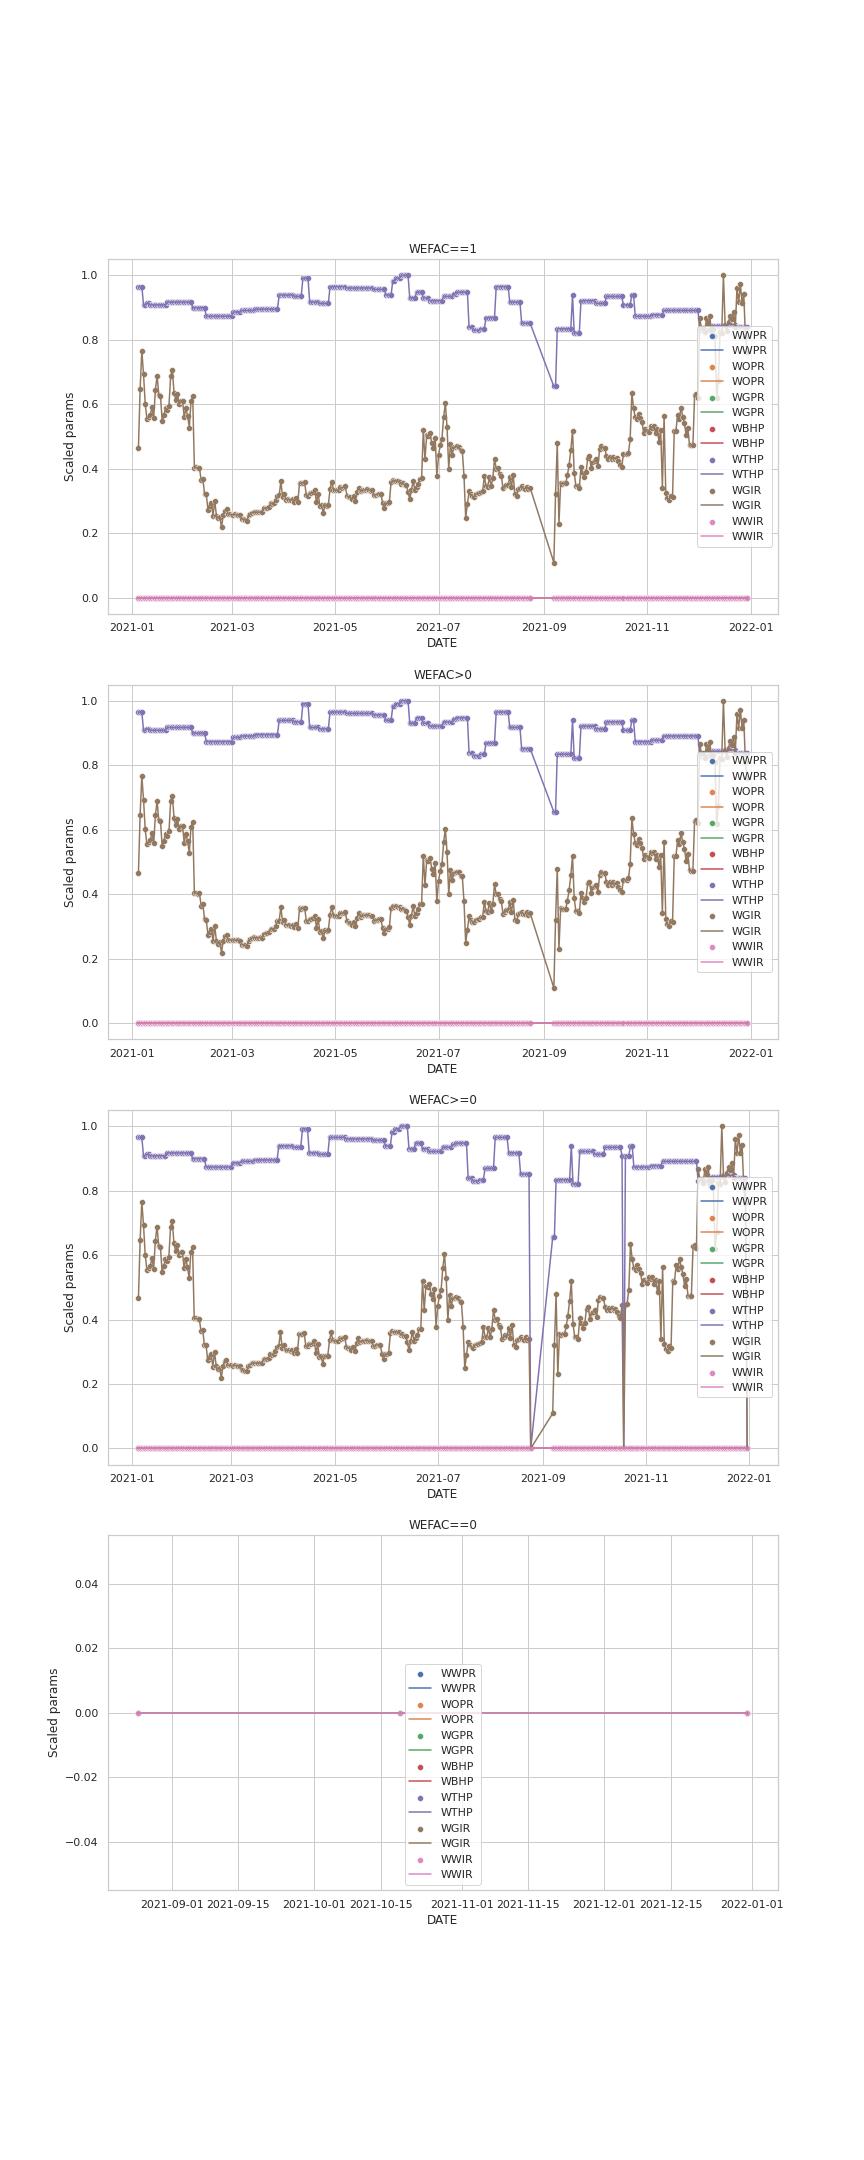 WEFAC==1
1.0
0.8
0.6
0.4
0.2
0.0
Scaled params
WWPR
WWPR
WOPR
WOPR
WGPR
WGPR
WBHP
WBHP
WTHP
WTHP
WGIR
WGIR
WWIR
WWIR
2021-01 2021-03 2021-05 2021-07 2021-09 2021-11 2022-01
DATE
WEFAC>0
1.0
0.8
0.6
0.4
0.2
0.0
Scaled params
WWPR
WWPR
WOPR
WOPR
WGPR
WGPR
WBHP
WBHP
WTHP
WTHP
WGIR
WGIR
WWIR
WWIR
2021-01 2021-03 2021-05 2021-07 2021-09 2021-11 2022-01
DATE
WEFAC>=0
1.0
0.8
0.6
0.4
0.2
0.0
Scaled params
WWPR
WWPR
WOPR
WOPR
WGPR
WGPR
WBHP
WBHP
WTHP
WTHP
WGIR
WGIR
WWIR
WWIR
2021-01 2021-03 2021-05 2021-07 2021-09 2021-11 2022-01
DATE
WEFAC==0
0.04
0.02
0.00
−0.02
−0.04
Scaled params
WWPR
WWPR
WOPR
WOPR
WGPR
WGPR
WBHP
WBHP
WTHP
WTHP
WGIR
WGIR
WWIR
WWIR
2021-09-01 2021-09-15 2021-10-01 2021-10-15 2021-11-01 2021-11-15 2021-12-01 2021-12-15 2022-01-01
DATE